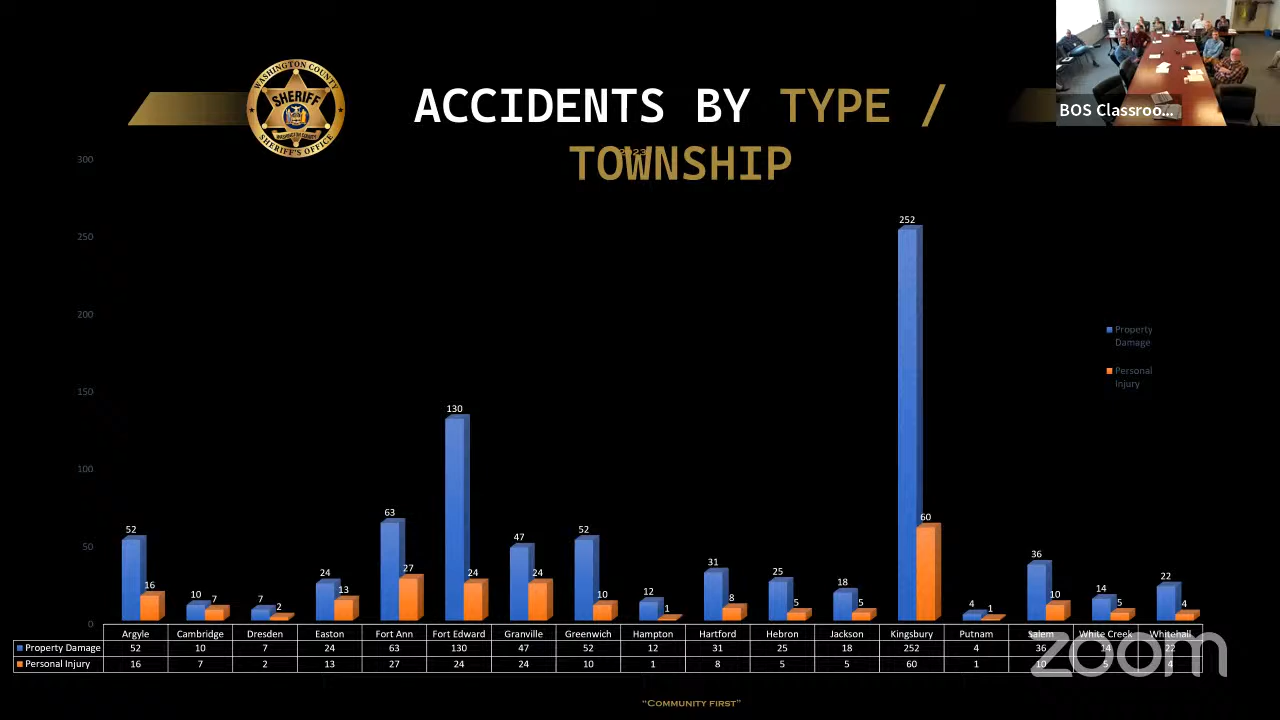 WASHINGTON COUNTY
SHERIFF
WASHINGTON COUNTY
SHERIFF'S OFFICE
ACCIDENTS BY TYPE /
TOWNSHIP
2023
BOS Classroo...
300
250
200
150
100
50
0
52 16 10 7 7 2 24 13 63 27 130 24 47 24 52 10 12 1 31 8 25 5 18 5 252 60 4 1 36 10 14 5 22 4
Property
Damage
Personal
Injury
Argyle Cambridge Dresden Easton Fort Ann Fort Edward Granville Greenwich Hampton Hartford Hebron Jackson Kingsbury Putnam Salem White Creek Whitehall
Property Damage 52 10 7 24 63 130 47 52 12 31 25 18 252 4 36 14 22
Personal Injury 16 7 2 13 27 24 24 10 1 8 5 5 60 1 10 5 4
zoom
"COMMUNITY FIRST"